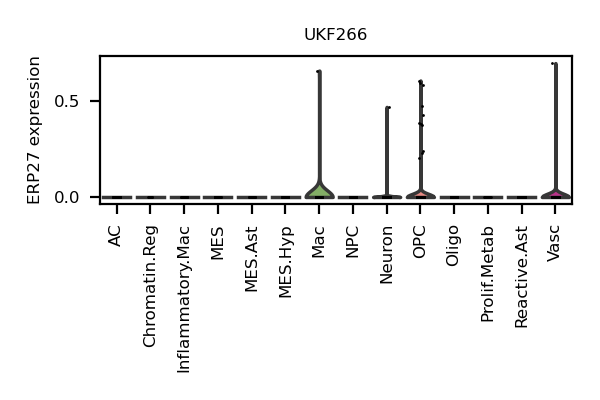 UKF266
ERP27 expression
0.5
0.0
AC
Chromatin.Reg
Inflammatory.Mac
MES
MES.Ast
MES.Hyp
Mac
NPC
Neuron
OPC
Oligo
Prolif.Metab
Reactive.Ast
Vasc